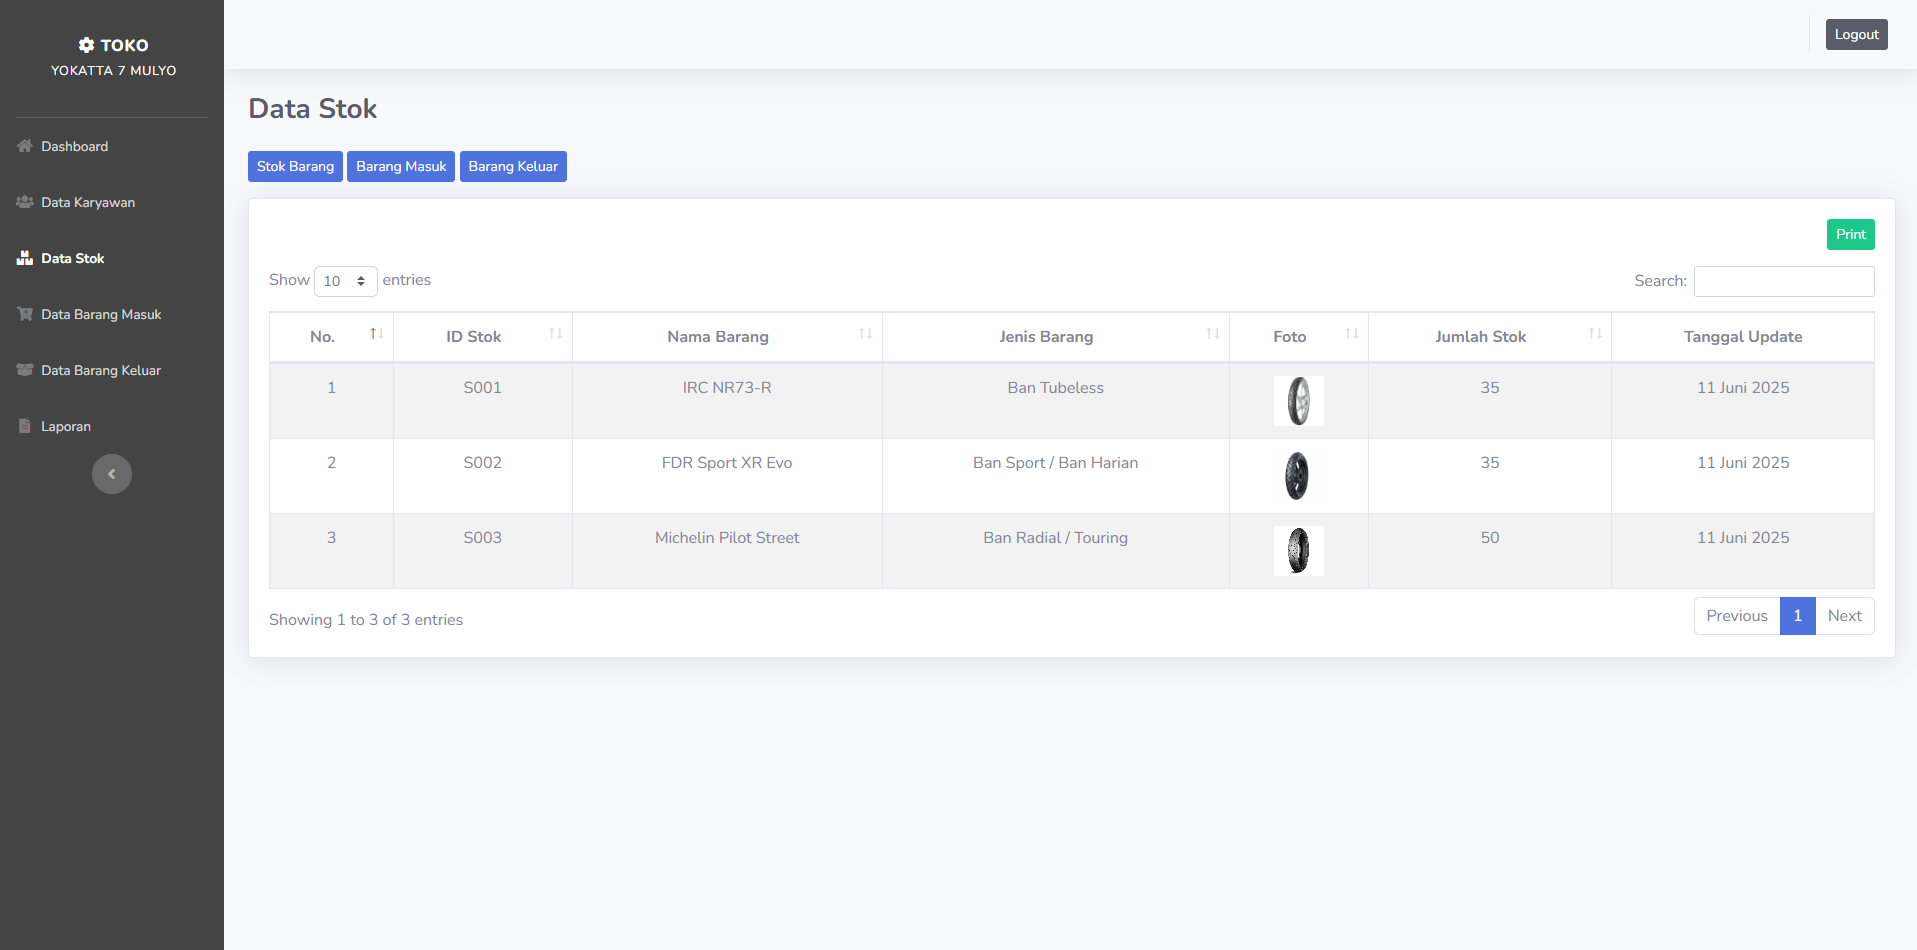 TOKO
YOKATTA 7 MULYO
Dashboard
Data Karyawan
Data Stok
Data Barang Masuk
Data Barang Keluar
Laporan
Logout
Data Stok
Stok Barang Barang Masuk Barang Keluar
Print
Show 10 entries Search:
No. ID Stok Nama Barang Jenis Barang Foto Jumlah Stok Tanggal Update
1 S001 IRC NR73-R Ban Tubeless 35 11 Juni 2025
2 S002 FDR Sport XR Evo Ban Sport / Ban Harian 35 11 Juni 2025
3 S003 Michelin Pilot Street Ban Radial / Touring 50 11 Juni 2025
Showing 1 to 3 of 3 entries Previous 1 Next